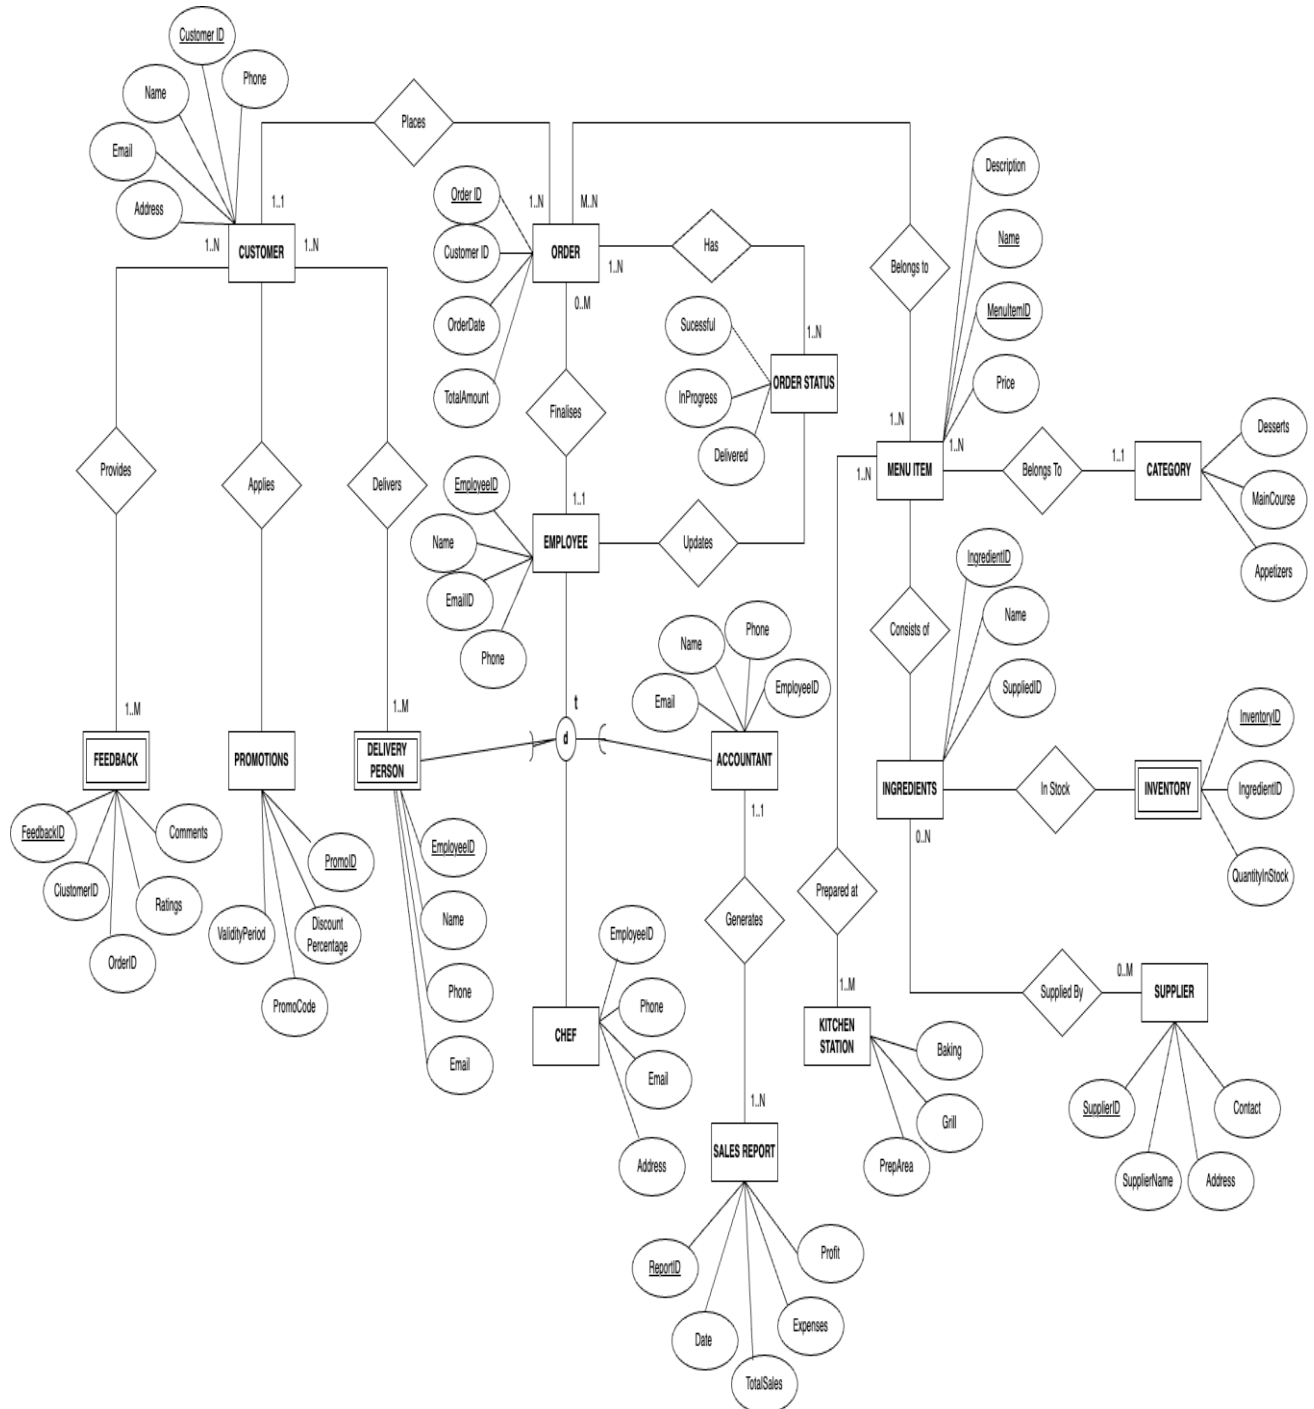 Customer ID
Phone
Name
Email
Address
Places
1..1
1..N
M..N
1..N
1..N
CUSTOMER
Order ID
Customer ID
OrderDate
TotalAmount
ORDER
1..N
0..M
Has
Belongs to
Description
Name
MenuItemID
Price
1..N
Sucessful
InProgress
Delivered
ORDER STATUS
Finalises
1..N
1..N
1..N
MENU ITEM
Belongs To
1..1
CATEGORY
Desserts
MainCourse
Appetizers
Provides
Applies
Delivers
EmployeeID
Name
EmailID
Phone
1..1
EMPLOYEE
Updates
IngredientID
Name
SuppliedID
Consists of
Name
Phone
Email
EmployeeID
1..M
1..M
t
d
FEEDBACK
PROMOTIONS
DELIVERY
PERSON
ACCOUNTANT
INGREDIENTS
In Stock
INVENTORY
InventoryID
IngredientID
QuantityInStock
FeedbackID
CiustomerID
OrderID
Ratings
Comments
PromoID
ValidityPeriod
Discount
Percentage
PromoCode
EmployeeID
Name
Phone
Email
1..1
0..N
Generates
Prepared at
EmployeeID
Phone
Email
Address
CHEF
1..M
KITCHEN
STATION
Baking
Grill
PrepArea
Supplied By
0..M
SUPPLIER
SupplierID
SupplierName
Address
Contact
1..N
SALES REPORT
ReportID
Date
TotalSales
Expenses
Profit